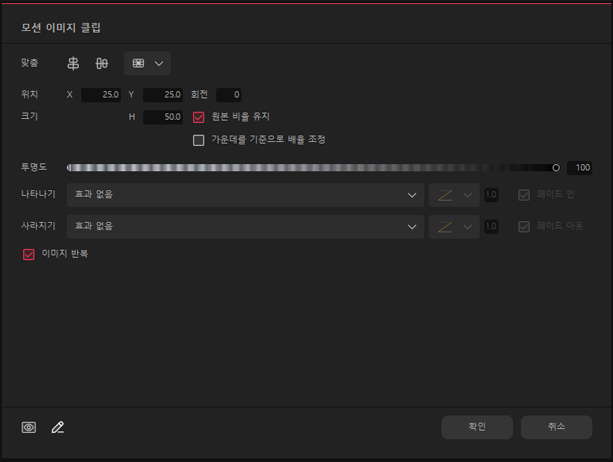 모션 이미지 클립
맞춤
위치 X 25.0 Y 25.0 회전 0
크기 H 50.0 원본 비율 유지
가운데를 기준으로 배율 조정
투명도 100
나타나기 효과 없음 1.0 페이드 인
사라지기 효과 없음 1.0 페이드 아웃
이미지 반복
확인 취소